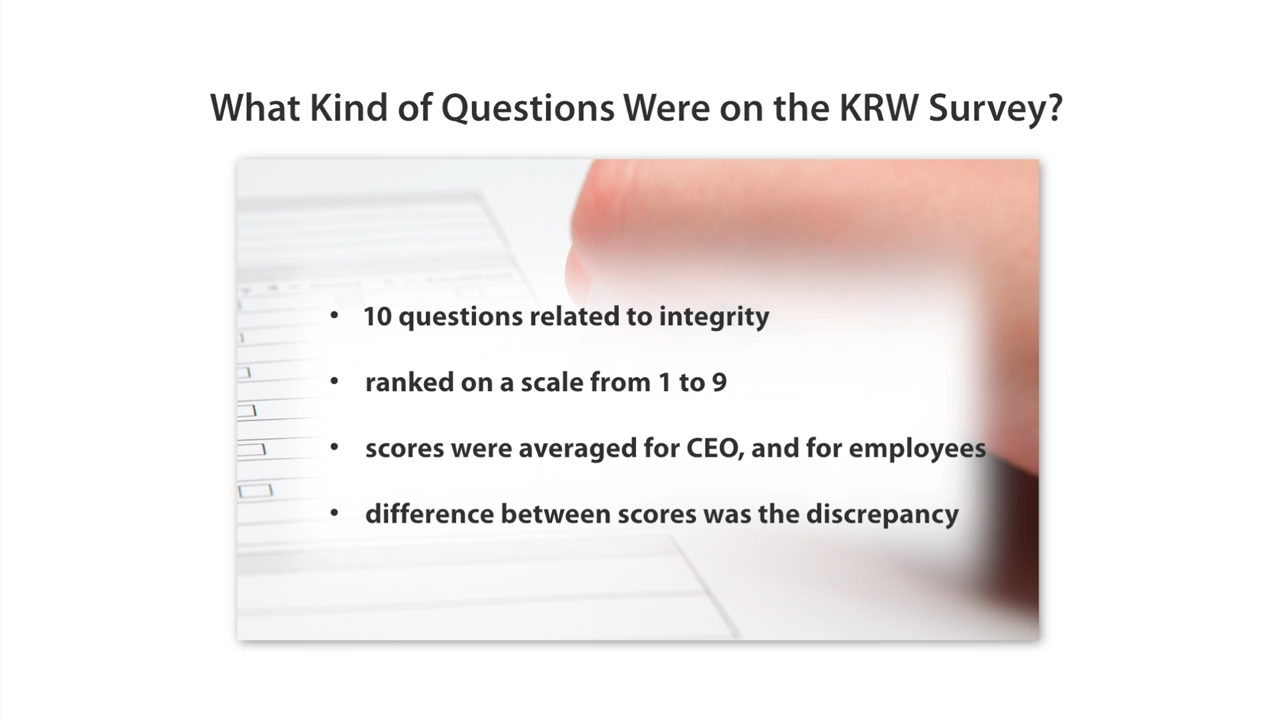 What Kind of Questions Were on the KRW Survey?
• 10 questions related to integrity
• ranked on a scale from 1 to 9
• scores were averaged for CEO, and for employees
• difference between scores was the discrepancy